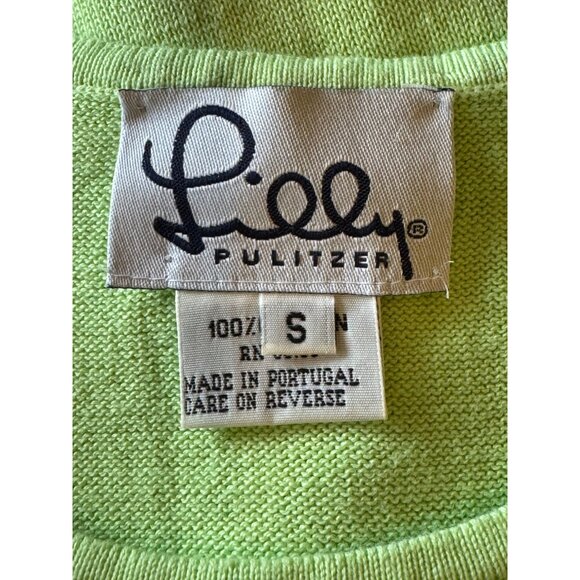 Lilly®
PULITZER
S
100%
RN
MADE IN PORTUGAL
CARE ON REVERSE